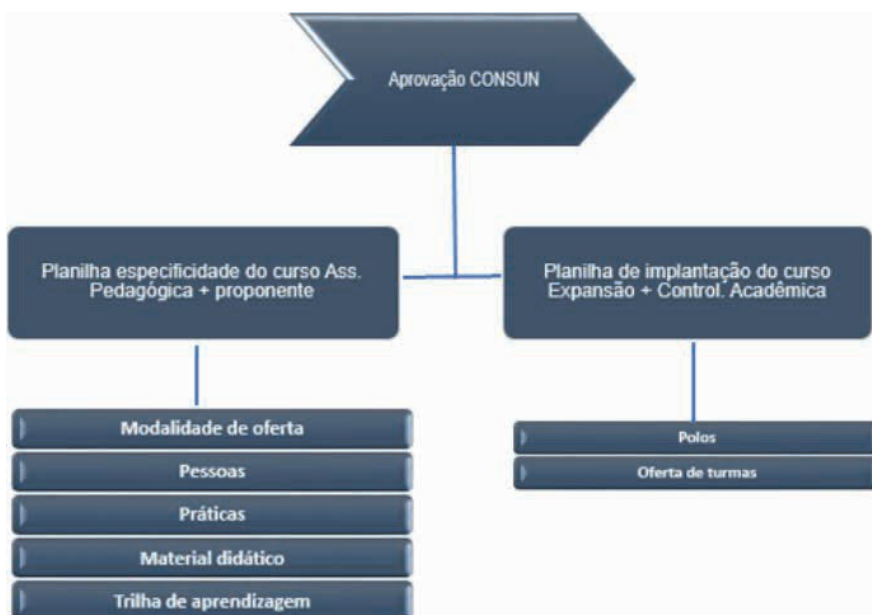 Aprovação CONSUN
Planilha especificidade do curso Ass.
Pedagógica + proponente
Modalidade de oferta
Pessoas
Práticas
Material didático
Trilha de aprendizagem
Planilha de implantação do curso
Expansão + Control. Acadêmica
Polos
Oferta de turmas